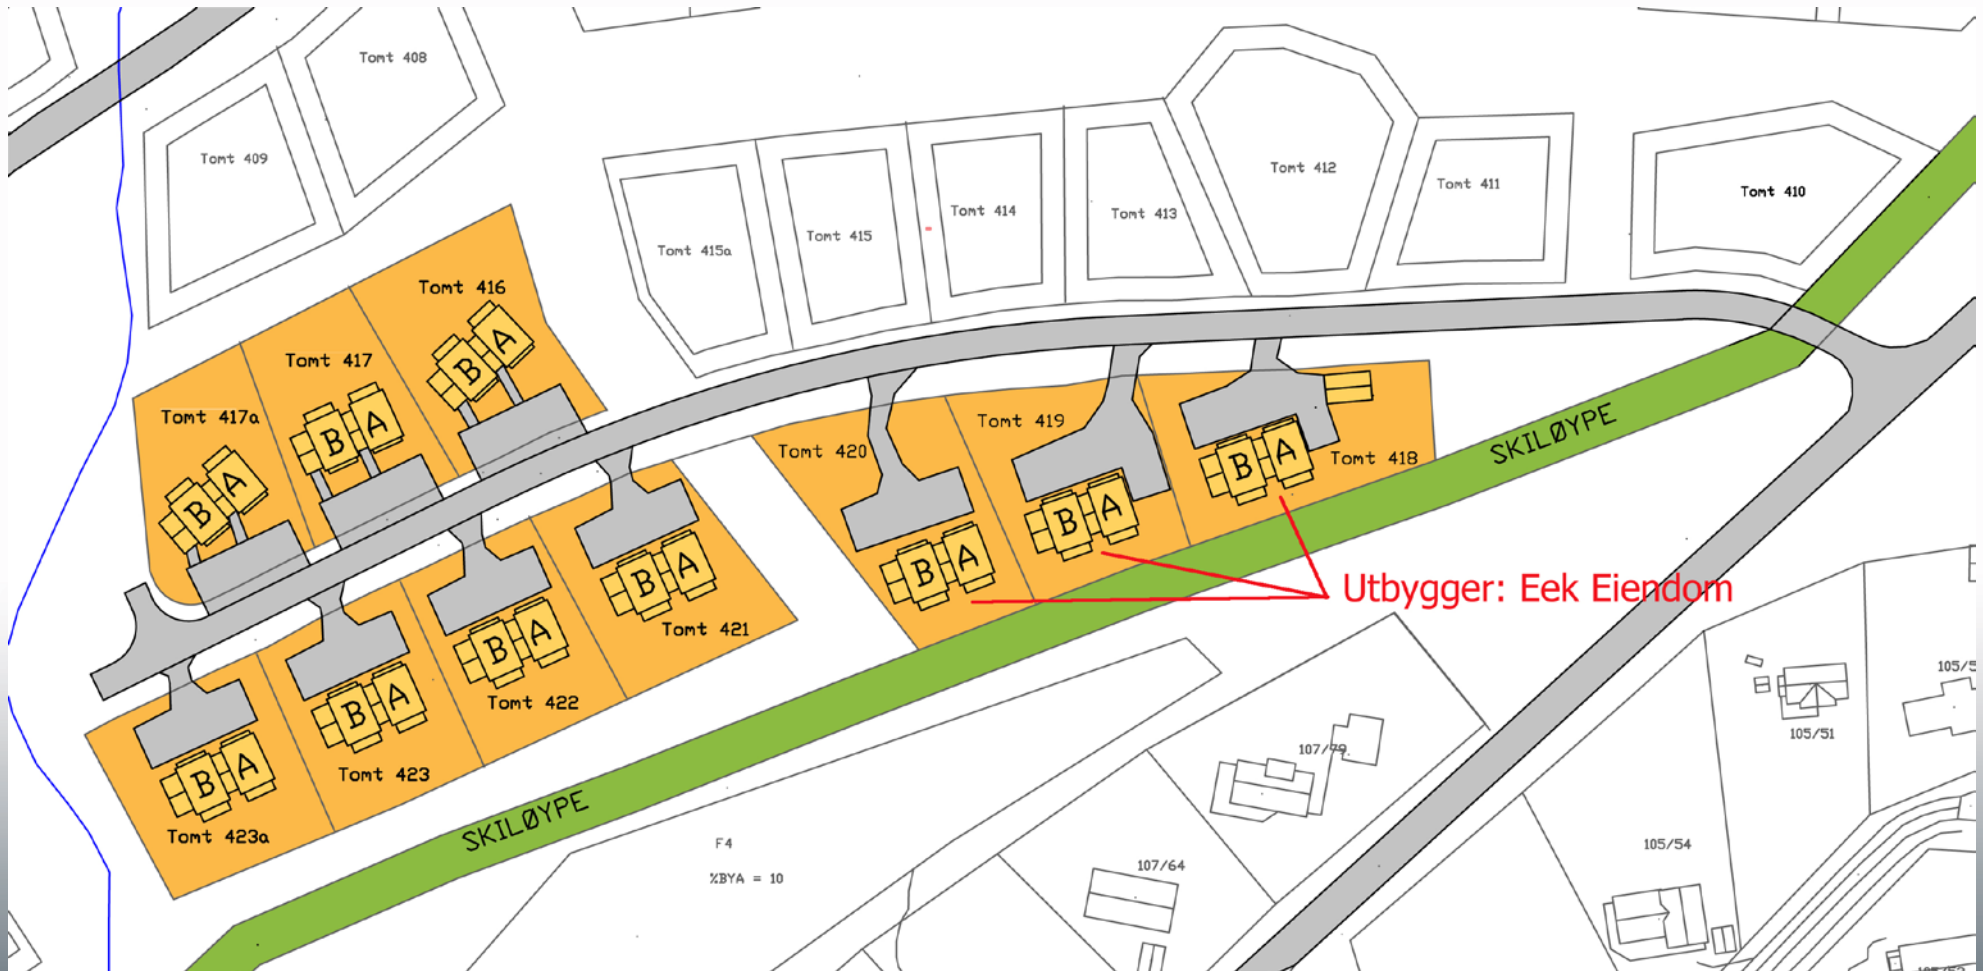 Tomt 408
Tomt 409
Tomt 412
Tomt 411
Tomt 410
Tomt 414
Tomt 413
Tomt 415
Tomt 415a
Tomt 416
A
B
Tomt 417
A
B
Tomt 417a
A
B
Tomt 420
Tomt 419
Tomt 418
B A
B A
B A
SKILØYPE
Utbygger: Eek Eiendom
B A
Tomt 421
B A
Tomt 422
B A
Tomt 423
B A
Tomt 423a
SKILØYPE
F4
%BYA = 10
107/79
107/64
105/51
105/54